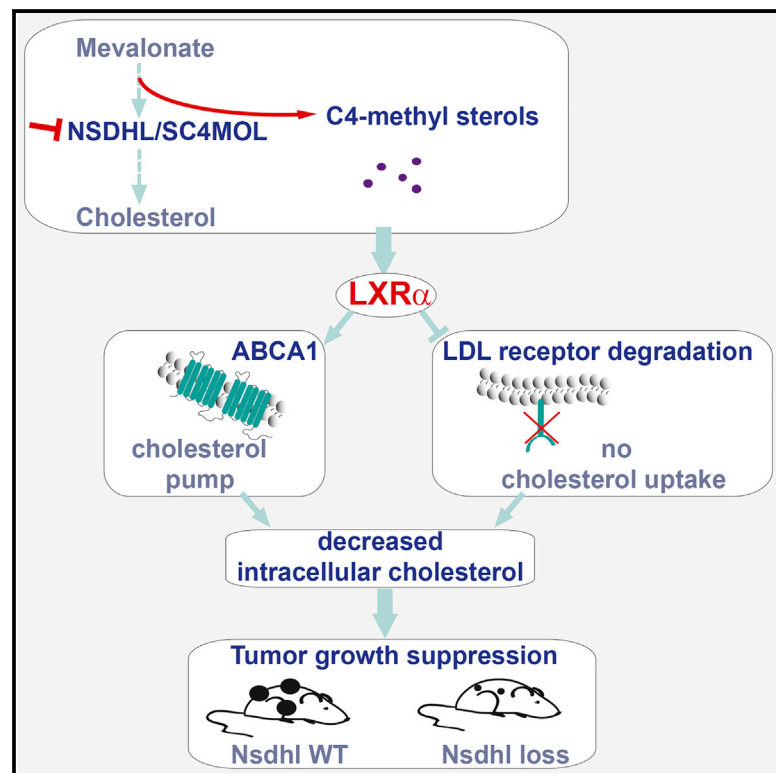 Mevalonate
NSDHL/SC4MOL
C4-methyl sterols
Cholesterol
LXRα
ABCA1
cholesterol
pump
LDL receptor degradation
no
cholesterol uptake
decreased
intracellular cholesterol
Tumor growth suppression
Nsdhl WT
Nsdhl loss